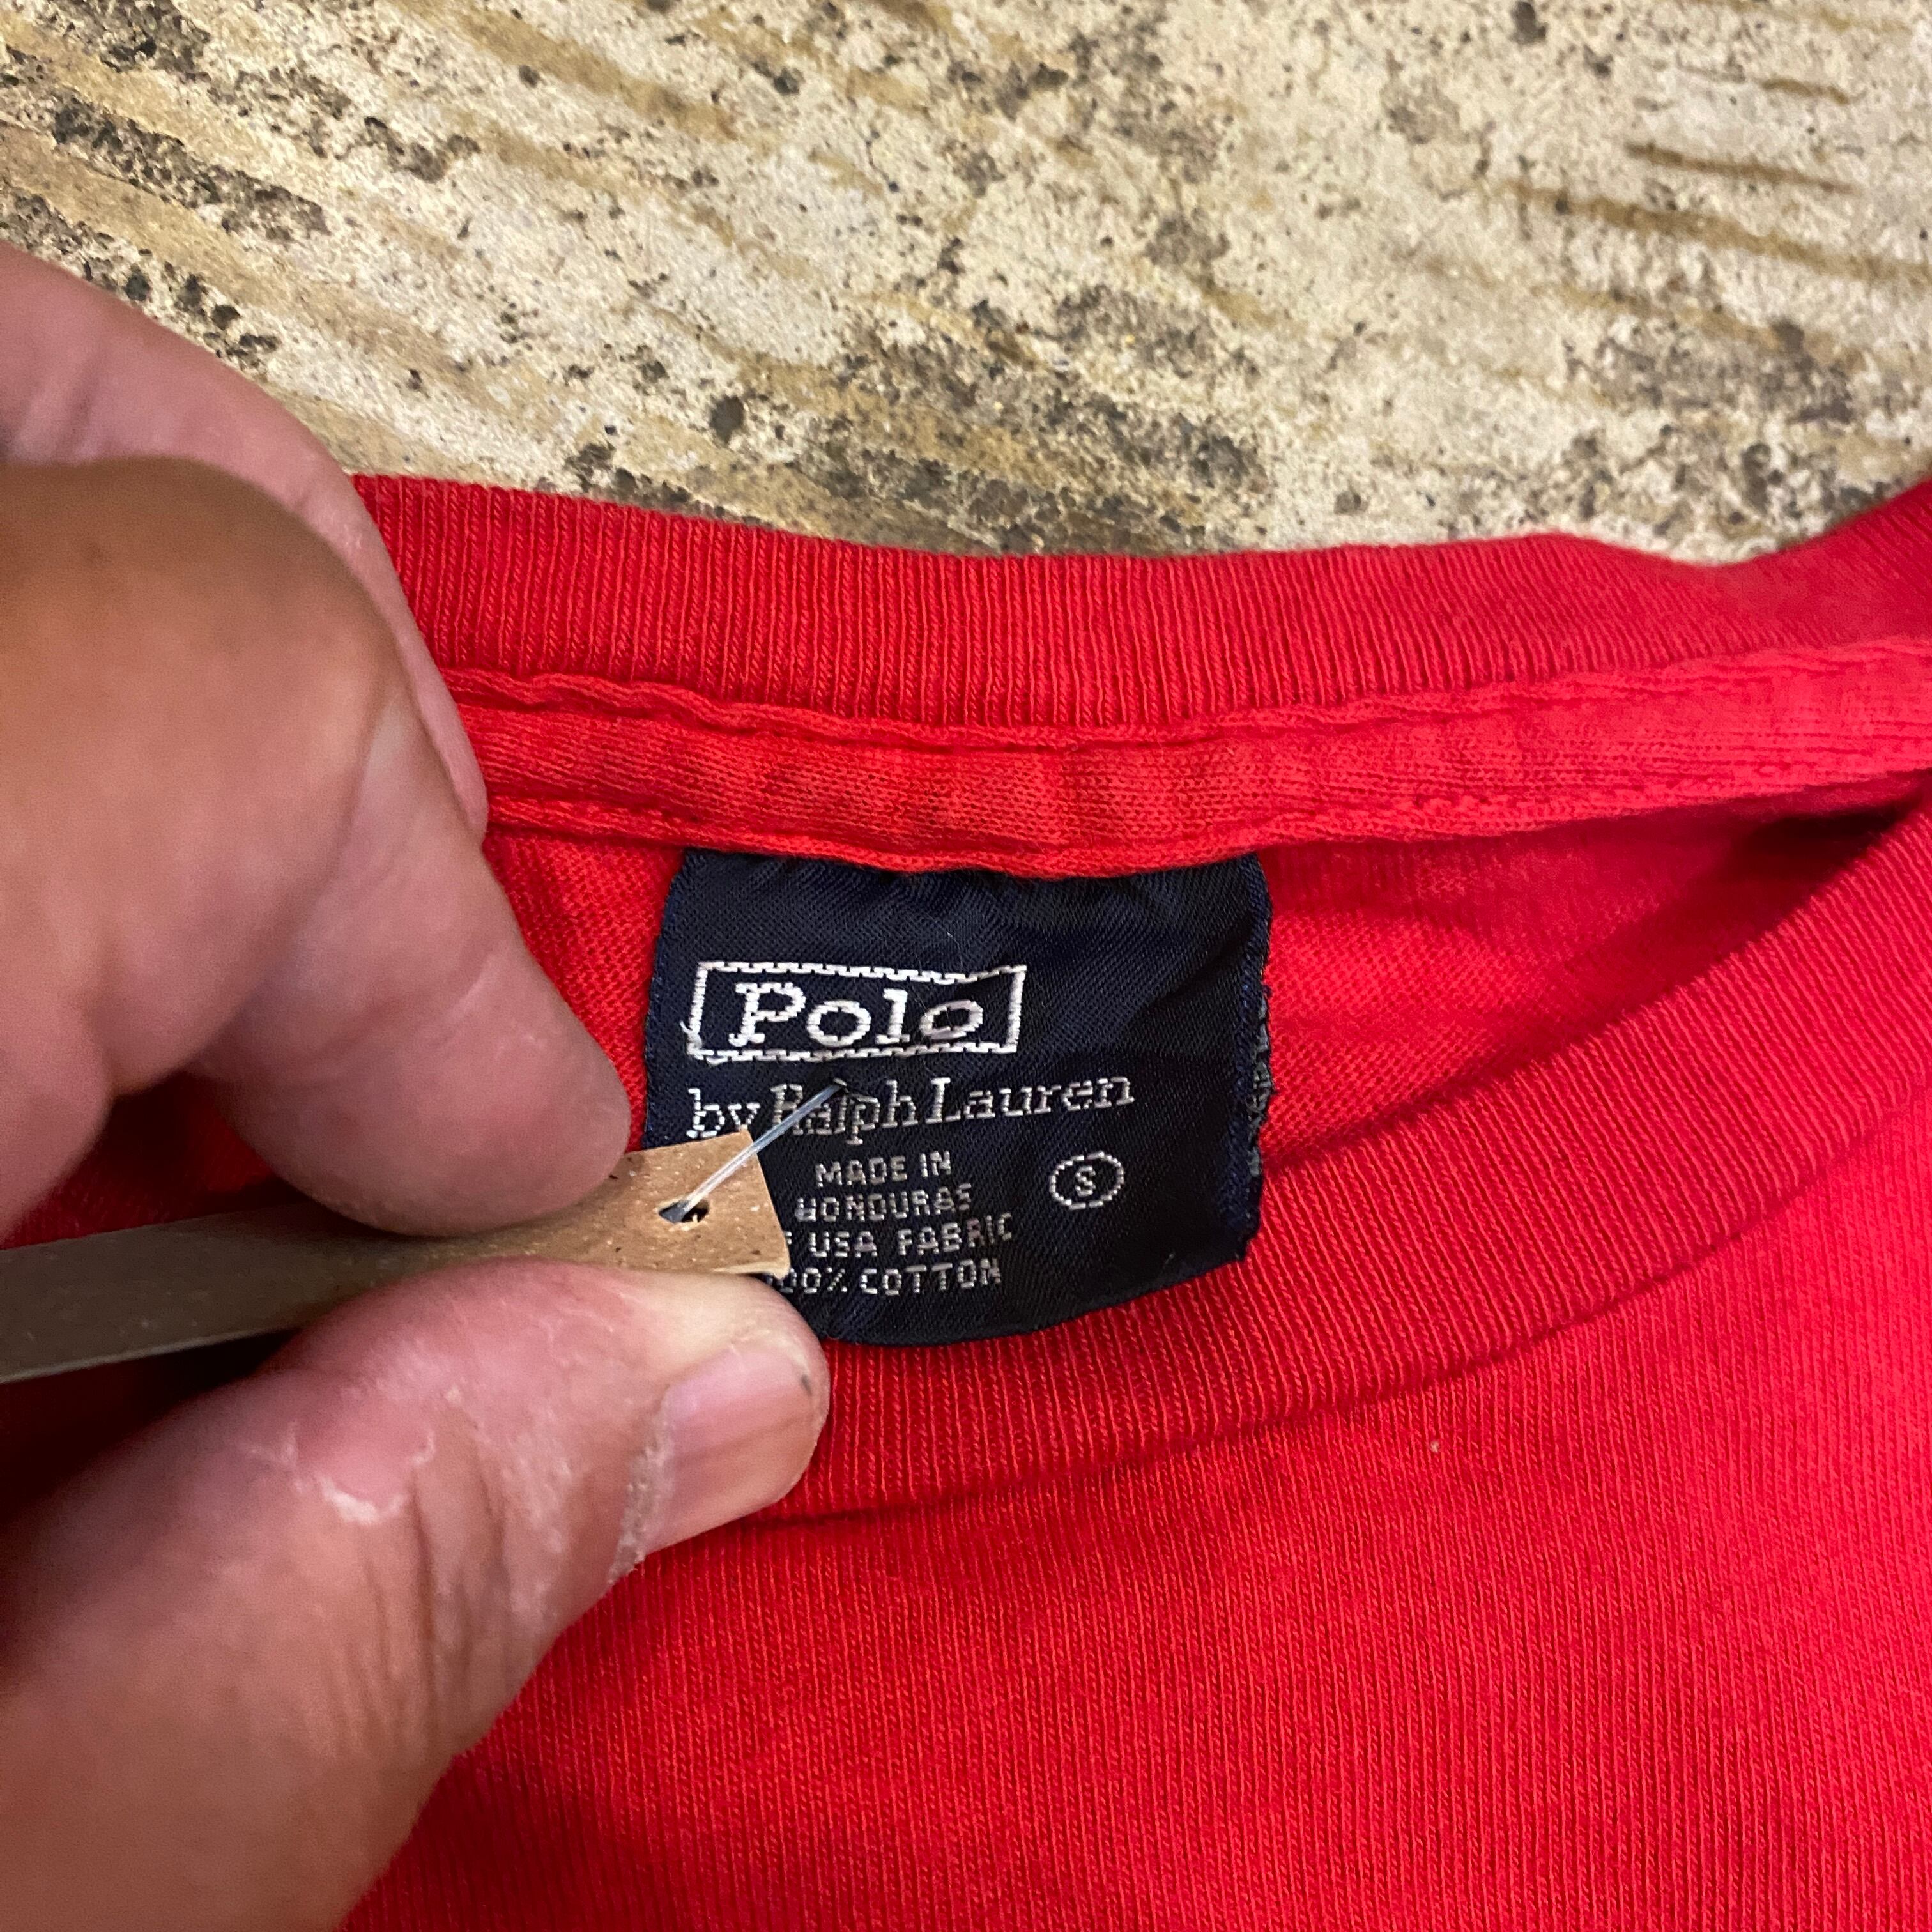 Polo
by Ralph Lauren
MADE IN
HONDURAS
S
USA FABRIC
COTTON